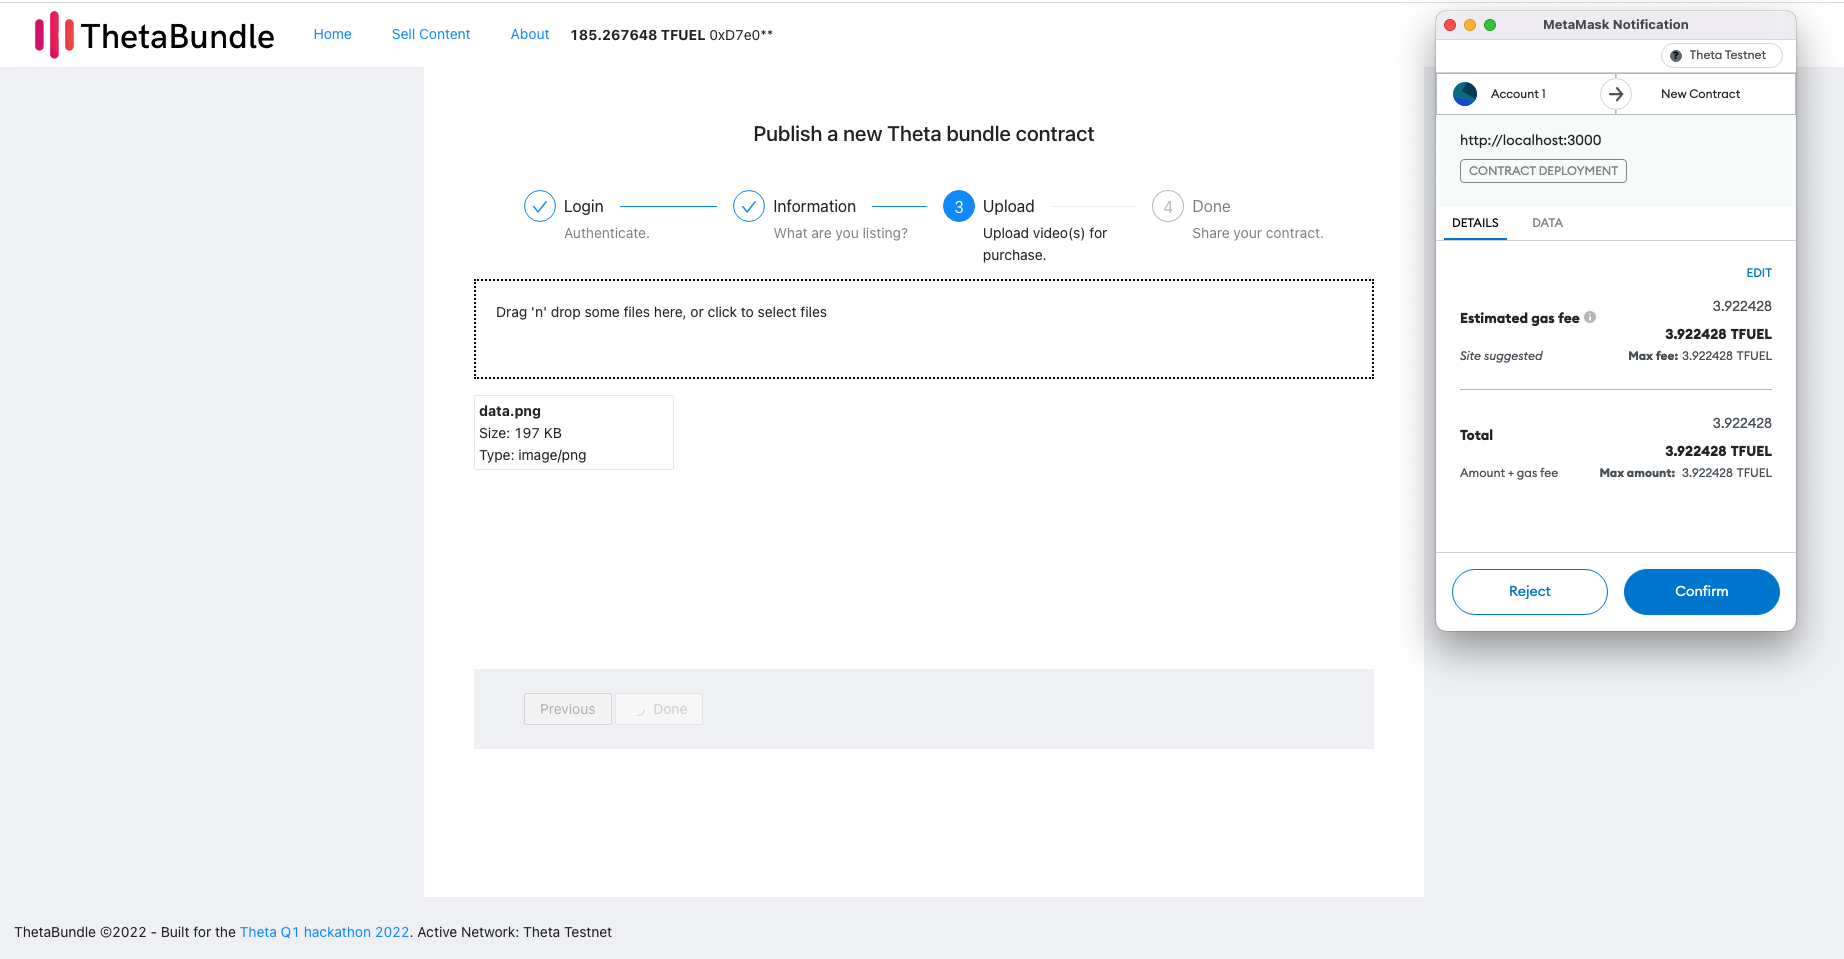 ThetaBundle
Home
Sell Content
About
185.267648 TFUEL 0xD7e0**
Publish a new Theta bundle contract
Login
Authenticate.
Information
What are you listing?
3
Upload
Upload video(s) for
purchase.
4
Done
Share your contract.
Drag 'n' drop some files here, or click to select files
data.png
Size: 197 KB
Type: image/png
Previous
Done
ThetaBundle ©2022 - Built for the Theta Q1 hackathon 2022. Active Network: Theta Testnet
MetaMask Notification
? Theta Testnet
Account 1
New Contract
http://localhost:3000
CONTRACT DEPLOYMENT
DETAILS
DATA
EDIT
3.922428
Estimated gas fee
3.922428 TFUEL
Site suggested
Max fee: 3.922428 TFUEL
3.922428
Total
3.922428 TFUEL
Amount + gas fee
Max amount: 3.922428 TFUEL
Reject
Confirm